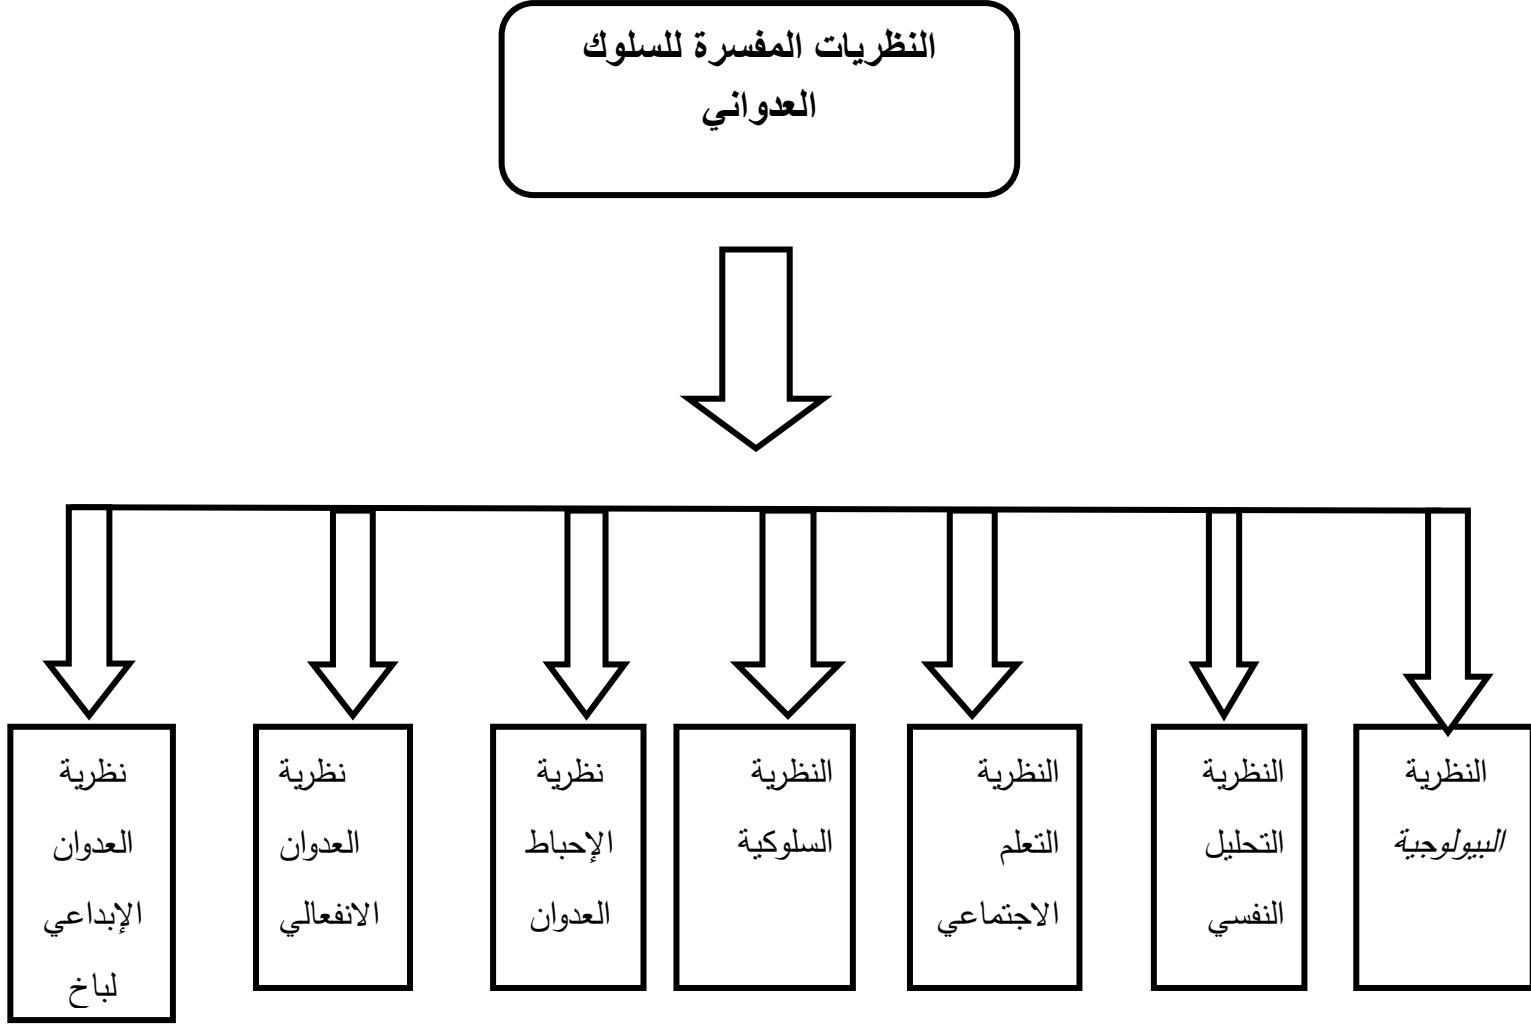 النظريات المفسرة للسلوك
العدواني
النظرية
البيولوجية
النظرية
التحليل
النفسي
النظرية
التعلم
الاجتماعي
النظرية
السلوكية
نظرية
الإحباط
العدوان
نظرية
العدوان
الانفعالي
نظرية
العدوان
الإبداعي
لباخ